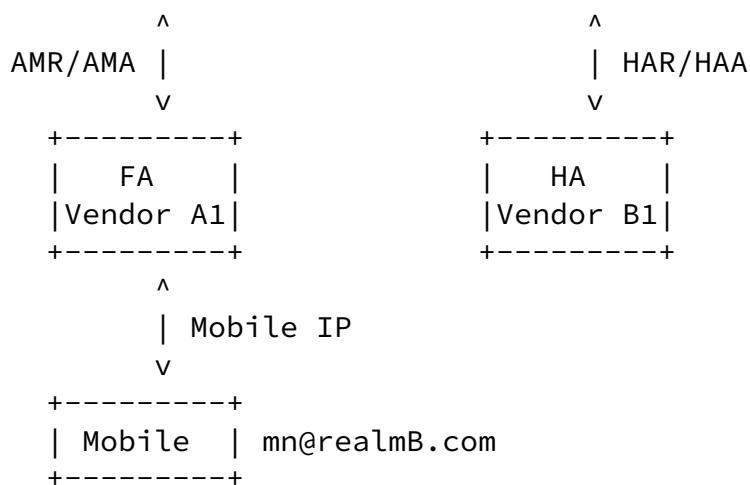 ^                           ^
AMR/AMA   |                           | HAR/HAA
          v                           v
  +---------+                +---------+
  |    FA     |                |    HA     |
  |Vendor A1|                |Vendor B1|
  +---------+                +---------+
          ^
          | Mobile IP
          v
  +---------+
  | Mobile  | mn@realmB.com
  +---------+